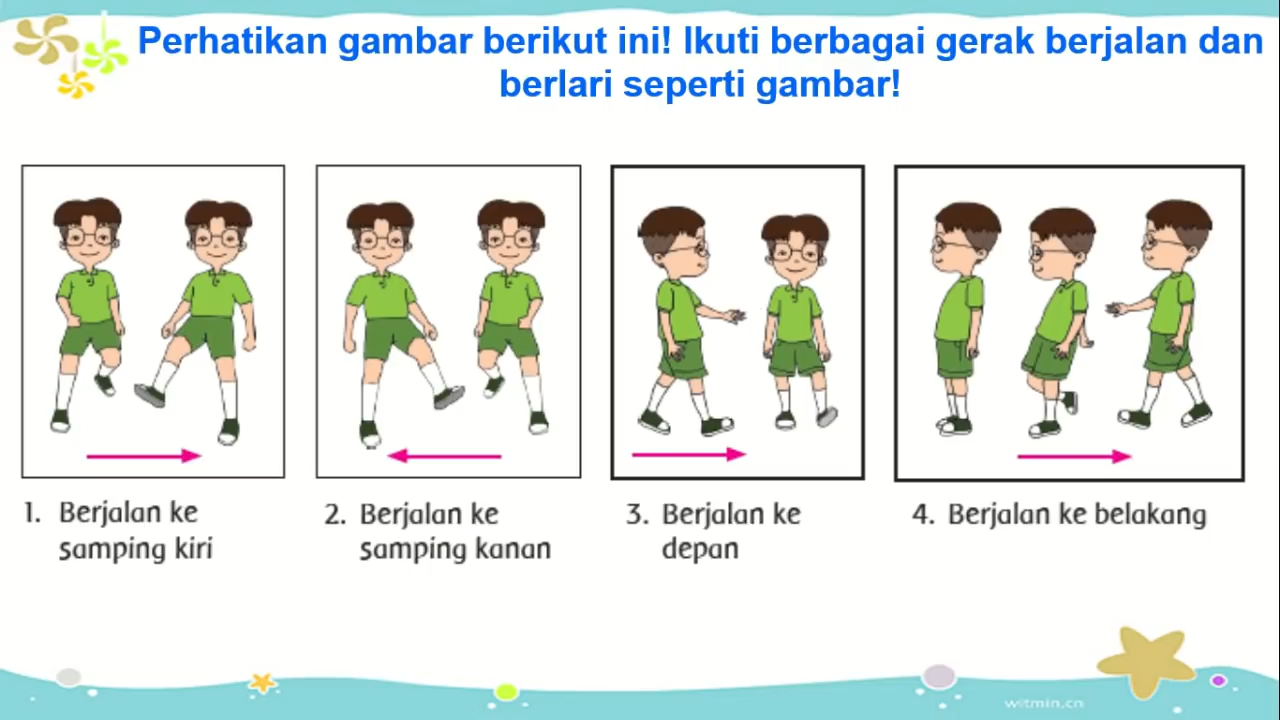 Perhatikan gambar berikut ini! Ikuti berbagai gerak berjalan dan
berlari seperti gambar!
1. Berjalan ke
samping kiri
2. Berjalan ke
samping kanan
3. Berjalan ke
depan
4. Berjalan ke belakang
witmin.cn